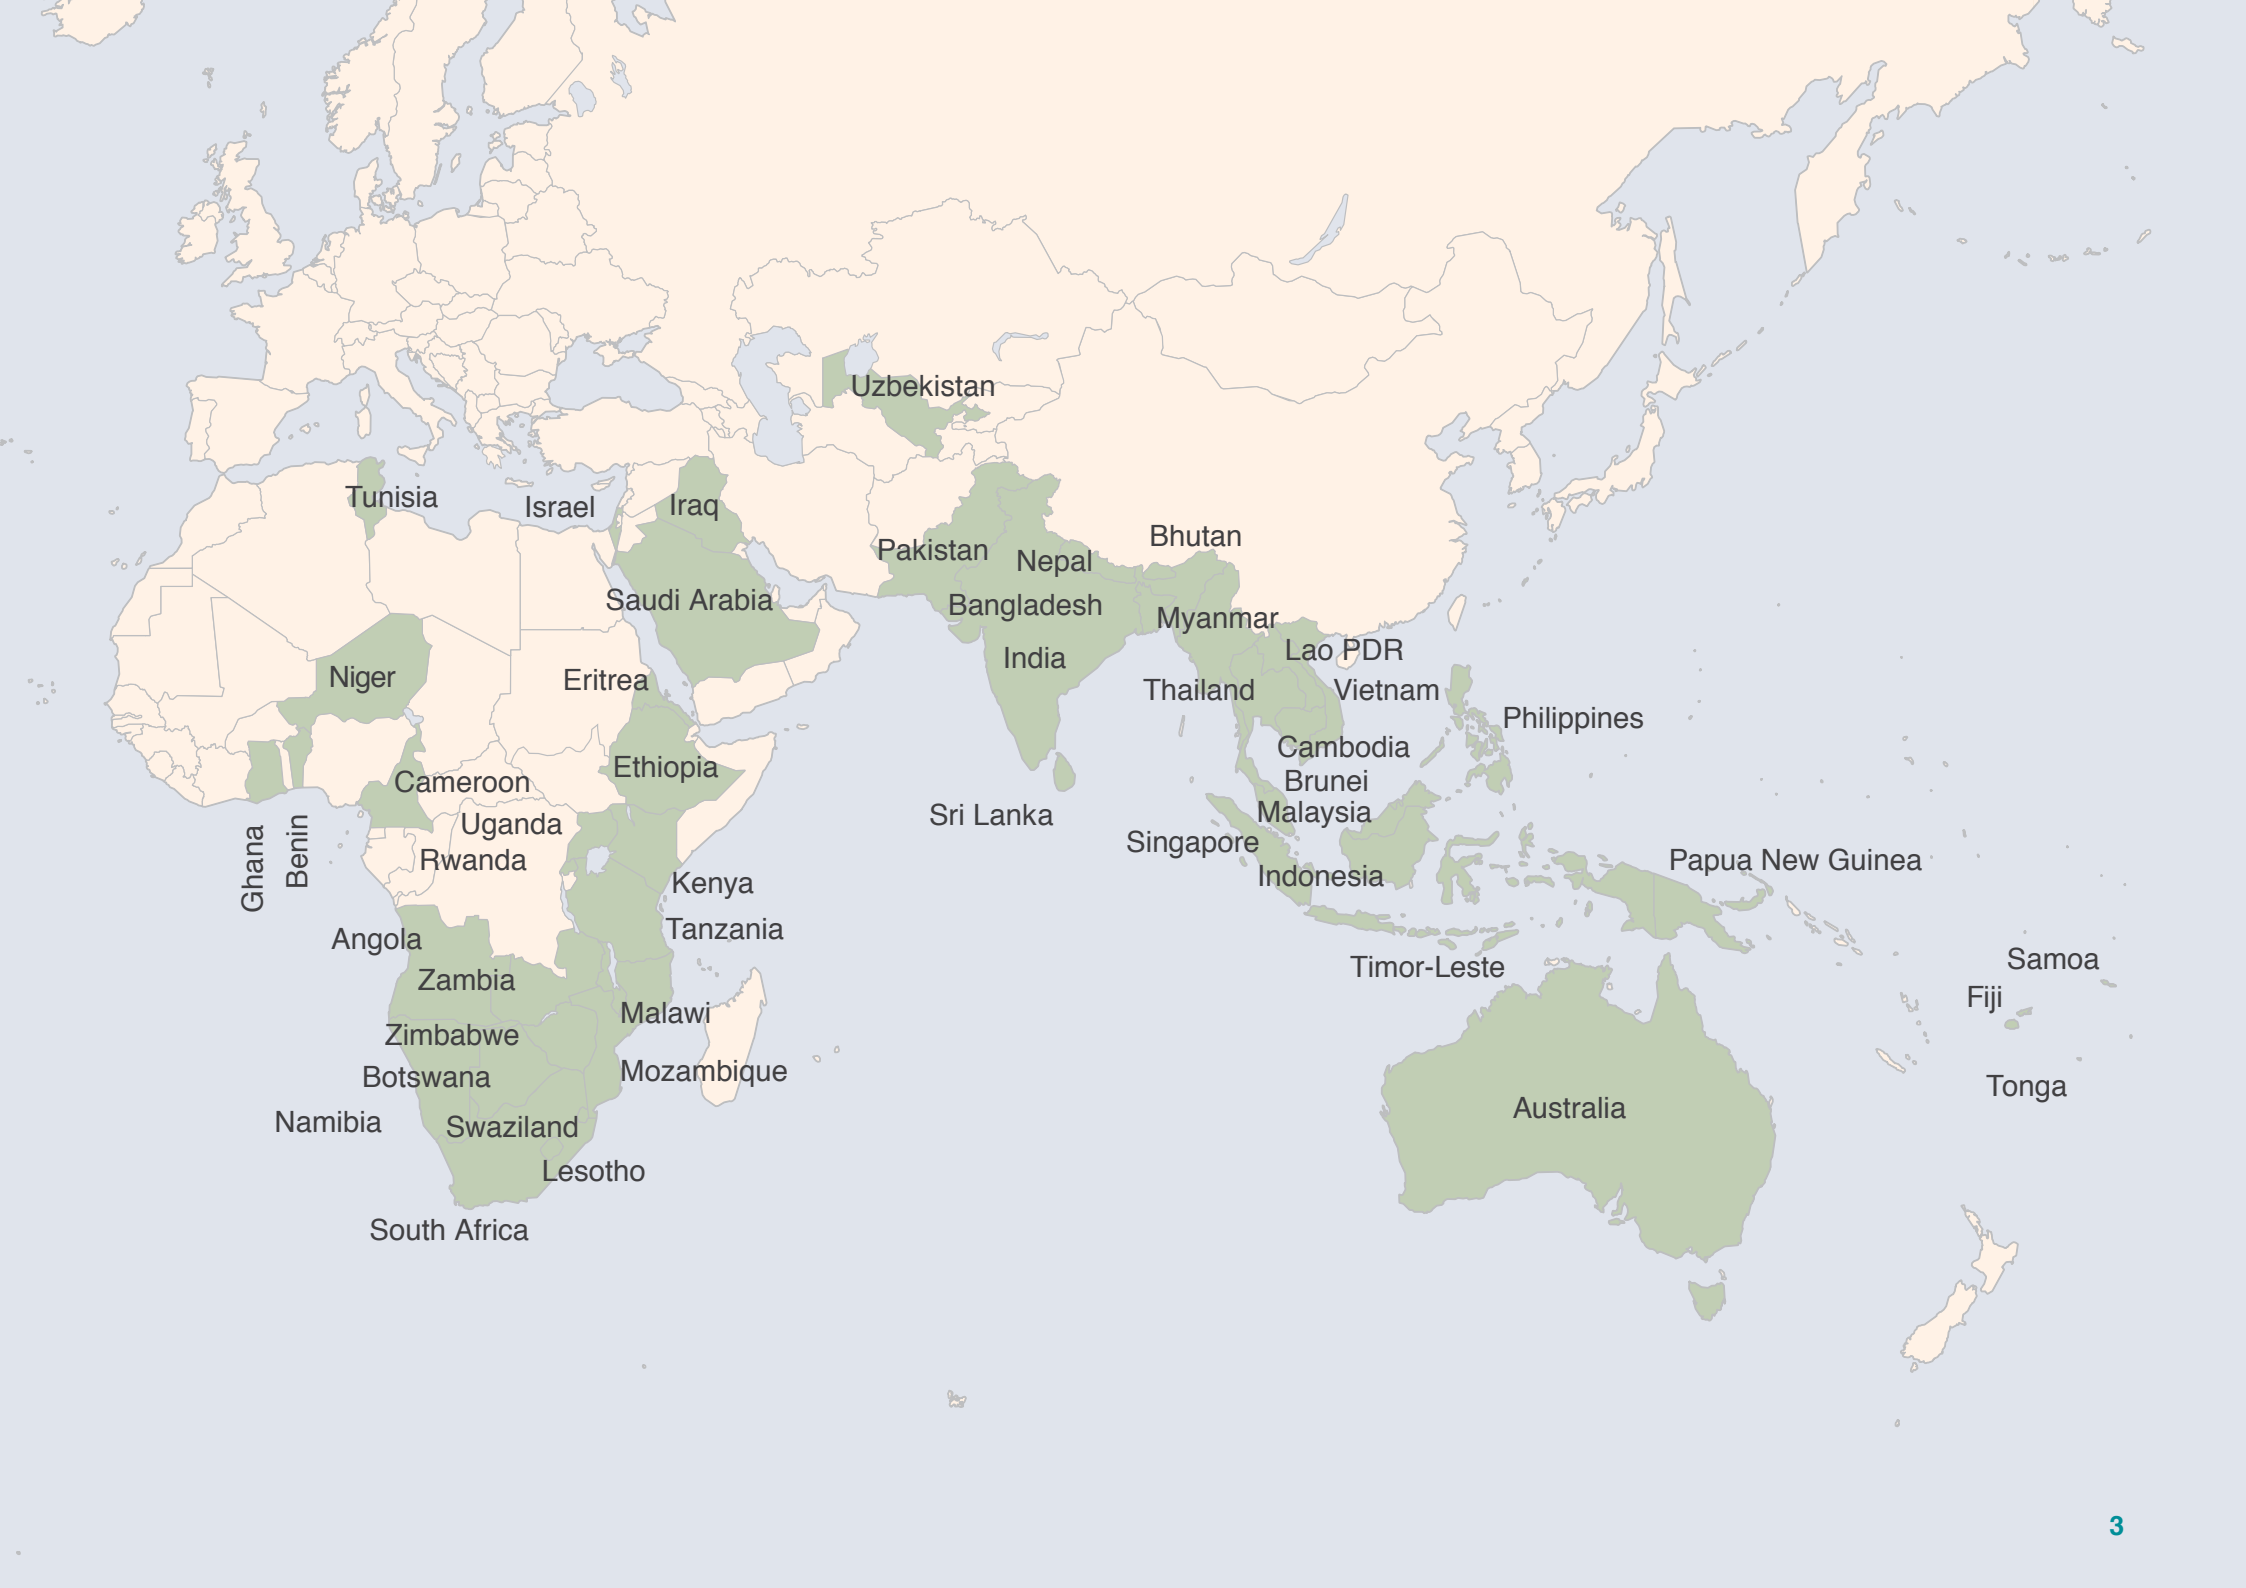 Uzbekistan
Tunisia
Israel
Iraq
Pakistan
Nepal
Bhutan
Saudi Arabia
Bangladesh
Myanmar
India
Lao PDR
Niger
Eritrea
Thailand
Vietnam
Philippines
Ethiopia
Cambodia
Cameroon
Brunei
Malaysia
Sri Lanka
Uganda
Singapore
Ghana
Benin
Rwanda
Papua New Guinea
Indonesia
Kenya
Tanzania
Angola
Timor-Leste
Samoa
Zambia
Fiji
Malawi
Zimbabwe
Mozambique
Botswana
Tonga
Australia
Namibia
Swaziland
Lesotho
South Africa
3